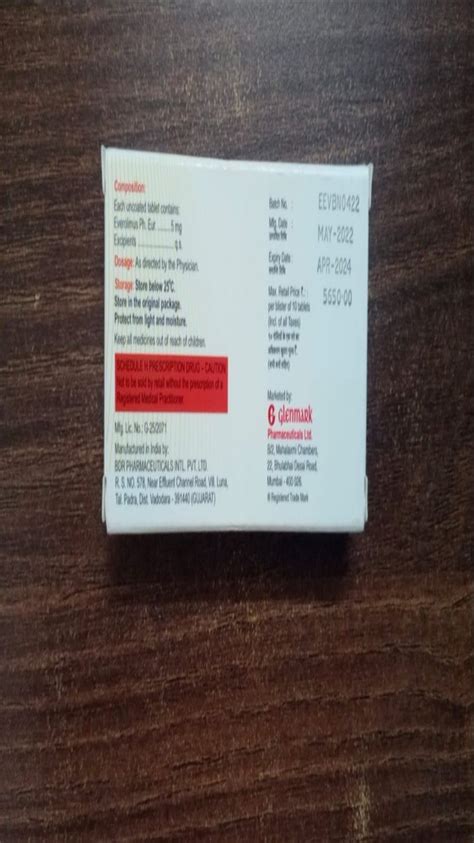 Composition:
Each uncoated tablet contains:
Everolimus Ph. Eur ........ 5 mg
Excipients ........ q.s.
Dosage: As directed by the Physician.
Storage: Store below 25°C.
Store in the original package.
Protect from light and moisture.
Keep all medicines out of reach of children.
SCHEDULE H PRESCRIPTION DRUG - CAUTION
Not to be sold by retail without the prescription of a
Registered Medical Practitioner.
Mfg. Lic. No.: G-25/2071
Manufactured in India by:
BDR PHARMACEUTICALS INTL. PVT. LTD.
R. S. NO. 578, Near Effluent Channel Road, Vill. Luna,
Tal. Padra, Dist. Vadodara - 391440 (GUJARAT)
Batch No. : EEVBN0422
Mfg. Date : MAY-2022
Expiry Date : APR-2024
Max. Retail Price ₹ : 5650-00
per blister of 10 tablets
(Incl. of all Taxes)
Marketed by:
G glenmark
Pharmaceuticals Ltd.
B/2, Mahalaxmi Chambers,
22, Bhulabhai Desai Road,
Mumbai - 400 026.
® Registered Trade Mark